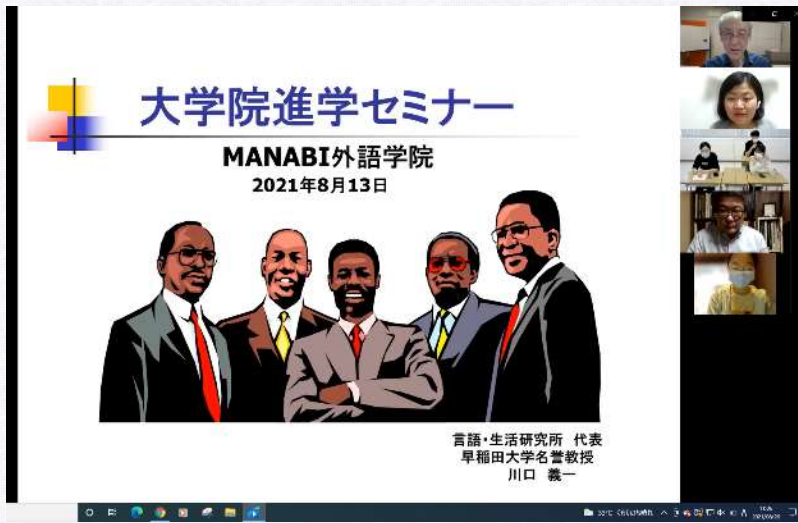 大学院進学セミナー
MANABI外語学院
2021年8月13日
言語・生活研究所 代表
早稲田大学名誉教授
川口 義一